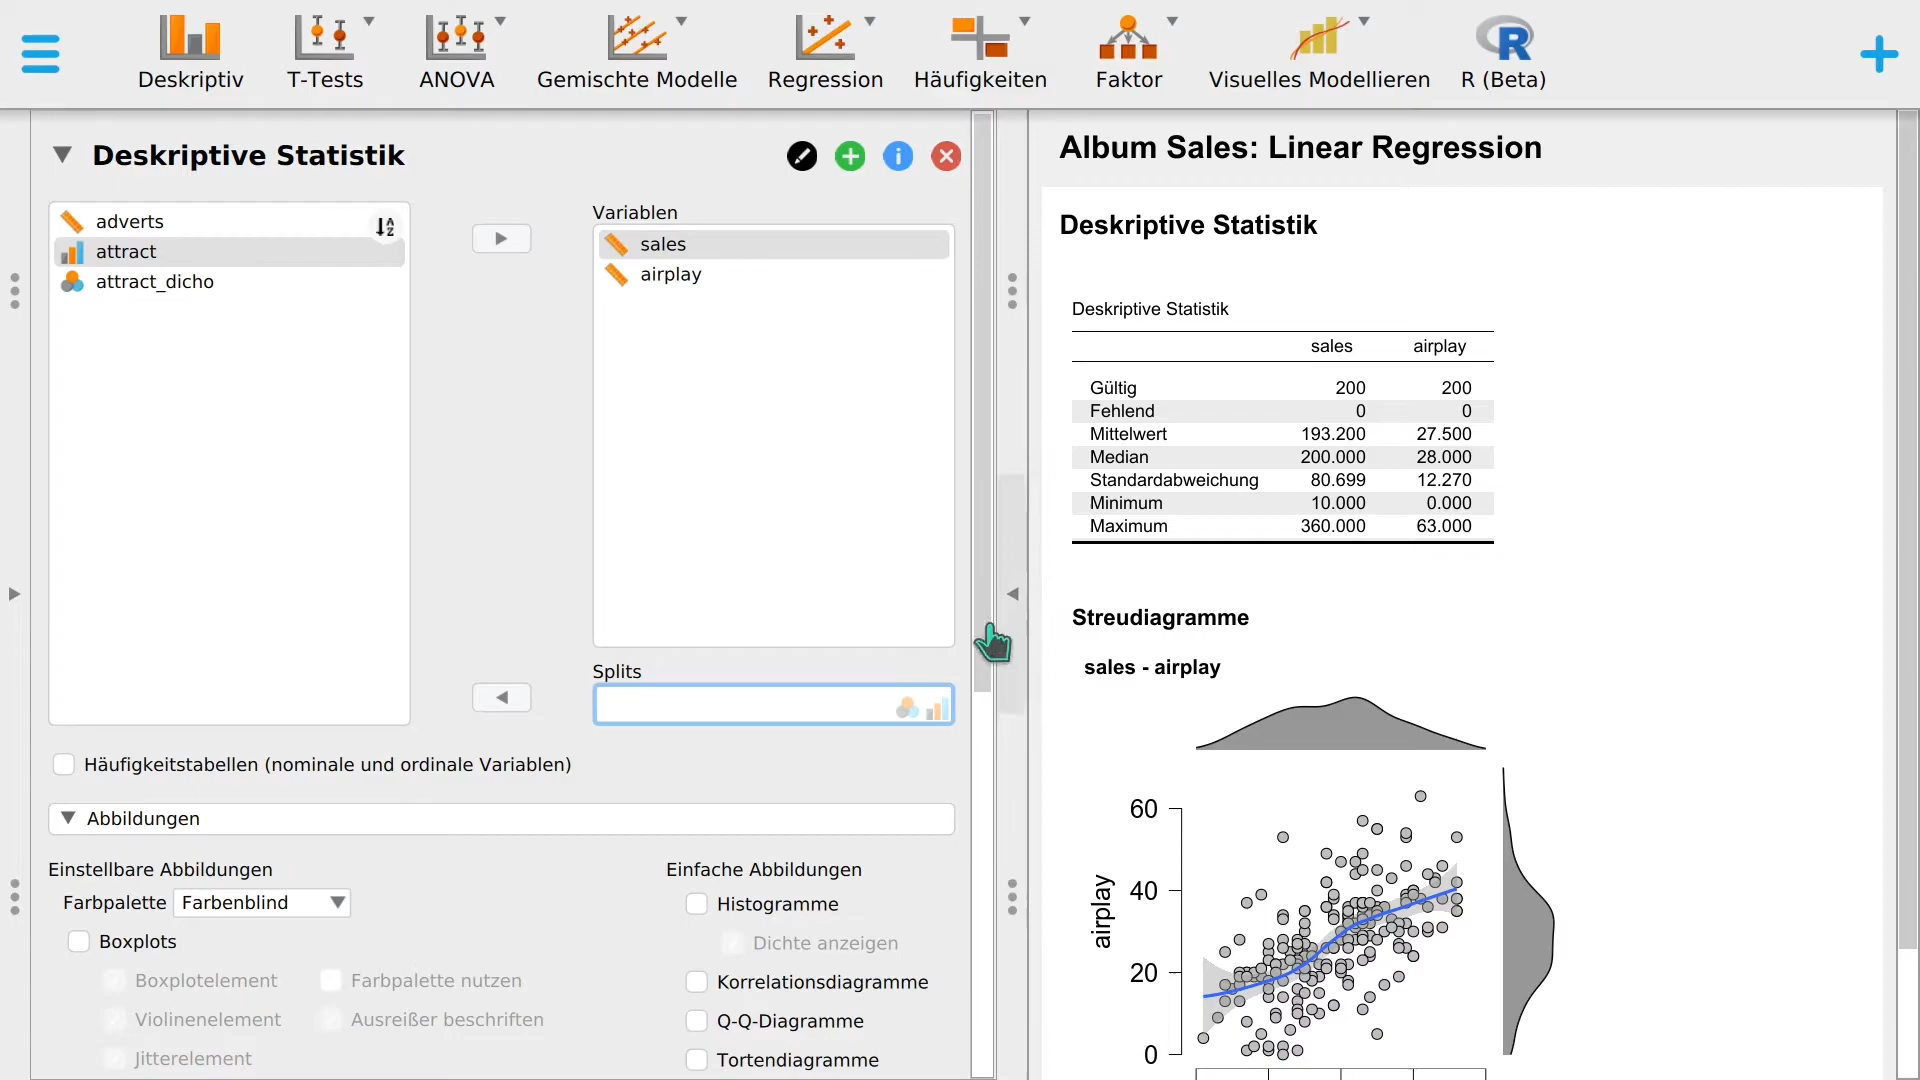 Deskriptiv
T-Tests
ANOVA
Gemischte Modelle
Regression
Häufigkeiten
Faktor
Visuelles Modellieren
R (Beta)
Deskriptive Statistik
adverts
attract
attract_dicho
Variablen
sales
airplay
Splits
Häufigkeitstabellen (nominale und ordinale Variablen)
Abbildungen
Einstellbare Abbildungen
Farbpalette Farbenblind
Boxplots
Boxplotelement
Farbpalette nutzen
Violinenelement
Ausreißer beschriften
Jitterelement
Einfache Abbildungen
Histogramme
Dichte anzeigen
Korrelationsdiagramme
Q-Q-Diagramme
Tortendiagramme
Album Sales: Linear Regression
Deskriptive Statistik
Deskriptive Statistik
sales airplay
Gültig 200 200
Fehlend 0 0
Mittelwert 193.200 27.500
Median 200.000 28.000
Standardabweichung 80.699 12.270
Minimum 10.000 0.000
Maximum 360.000 63.000
Streudiagramme
sales - airplay
airplay
60
40
20
0